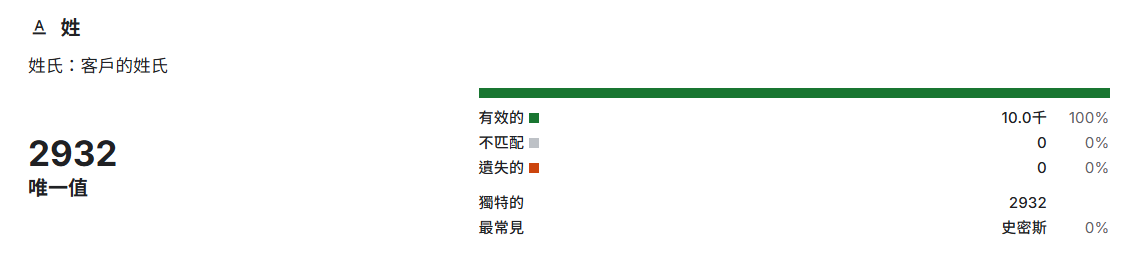 A 姓
姓氏：客戶的姓氏
2932
唯一值
有效的 10.0千 100%
不匹配 0 0%
遺失的 0 0%
獨特的 2932
最常見 史密斯 0%